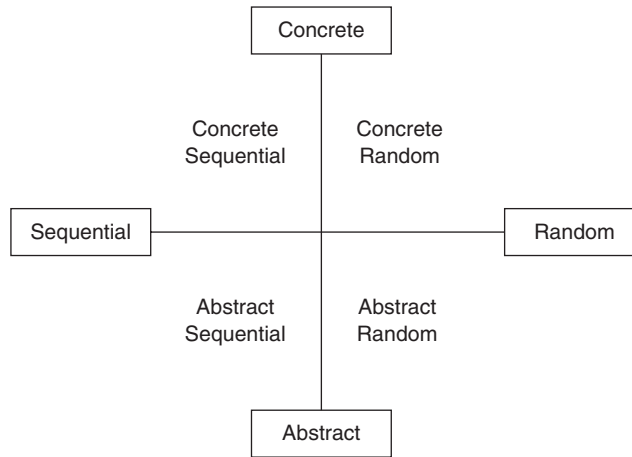 Concrete
Concrete
Sequential
Concrete
Random
Sequential
Random
Abstract
Sequential
Abstract
Random
Abstract